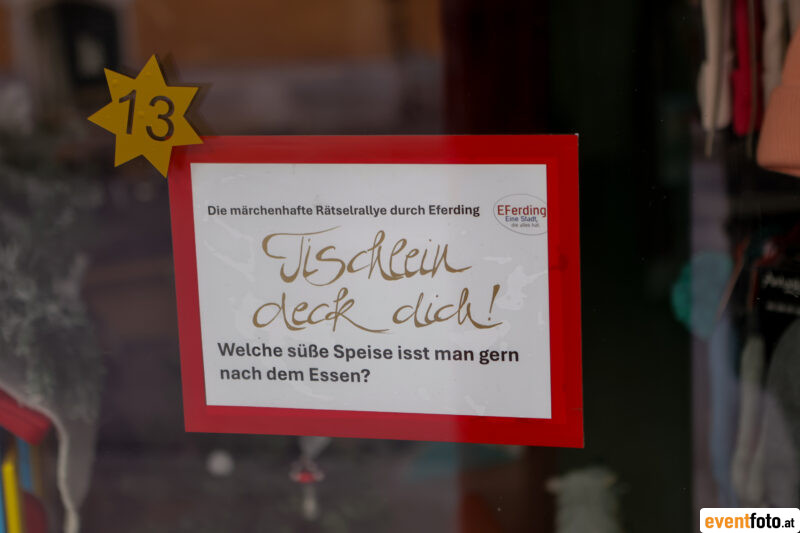 13
Die märchenhafte Rätselrallye durch Eferding
EFerding
Eine Stadt,
die alles hat.
Tischlein
deck dich!
Welche süße Speise isst man gern
nach dem Essen?
eventfoto.at